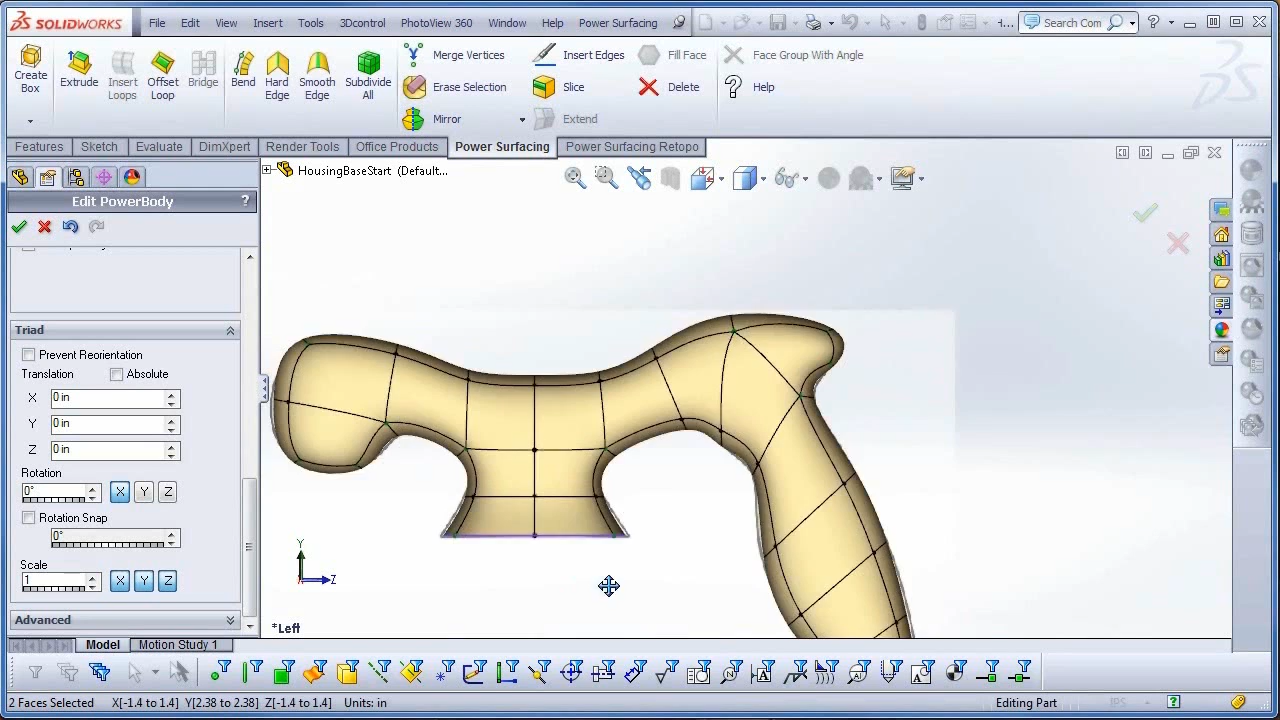 SOLIDWORKS File Edit View Insert Tools 3Dcontrol PhotoView 360 Window Help Power Surfacing Search Com ?
Create Box
Extrude
Insert Loops
Offset Loop
Bridge
Bend
Hard Edge
Smooth Edge
Subdivide All
Merge Vertices Insert Edges Fill Face Face Group With Angle
Erase Selection Slice Delete Help
Mirror Extend
Features Sketch Evaluate DimXpert Render Tools Office Products Power Surfacing Power Surfacing Retopo
HousingBaseStart (Default...
Edit PowerBody ?
Triad
Prevent Reorientation
Translation Absolute
X 0 in
Y 0 in
Z 0 in
Rotation
0° X Y Z
Rotation Snap
0°
Scale
1 X Y Z
Advanced
Y
Z
*Left
Model Motion Study 1
2 Faces Selected X[-1.4 to 1.4] Y[2.38 to 2.38] Z[-1.4 to 1.4] Units: in Editing Part IPS ?